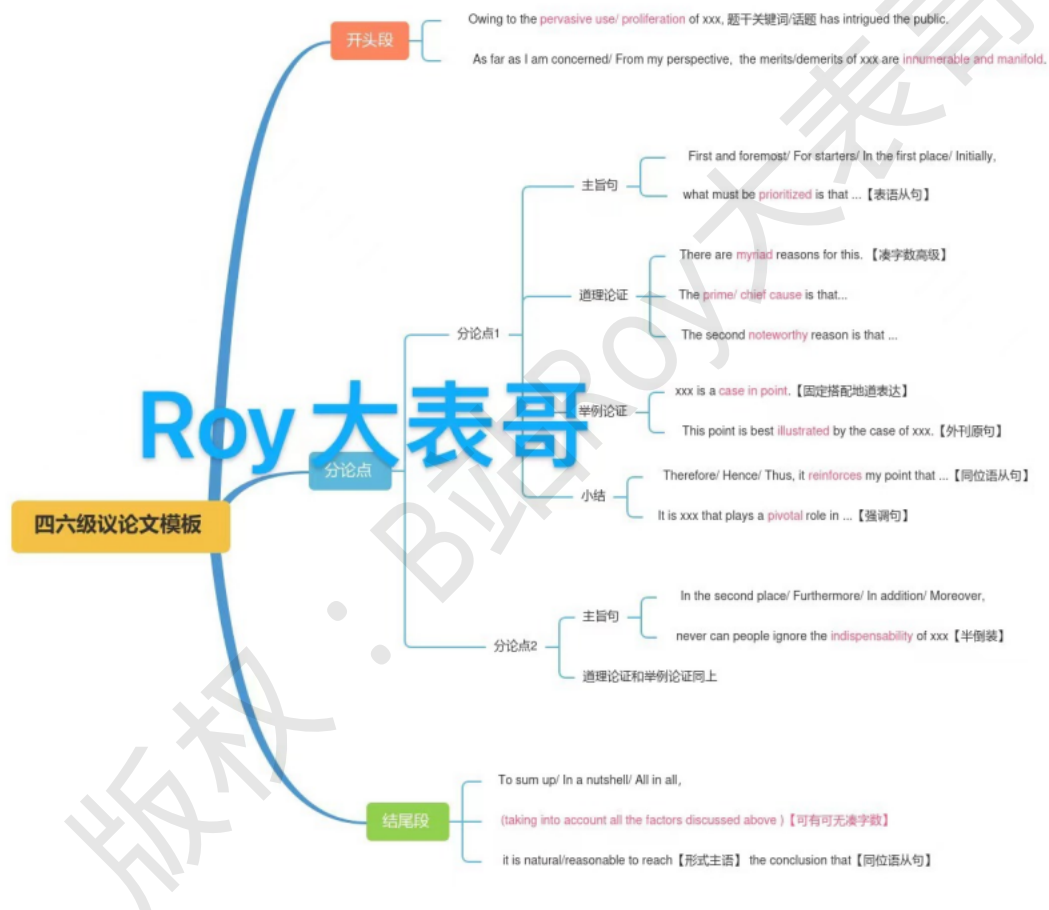 开头段
Owing to the pervasive use/ proliferation of xxx, 题干关键词/话题 has intrigued the public.
As far as I am concerned/ From my perspective, the merits/demerits of xxx are innumerable and manifold.
四六级议论文模板
分论点
分论点1
主旨句
First and foremost/ For starters/ In the first place/ Initially,
what must be prioritized is that ...【表语从句】
道理论证
There are myriad reasons for this. 【凑字数高级】
The prime/ chief cause is that...
The second noteworthy reason is that ...
举例论证
xxx is a case in point.【固定搭配地道表达】
This point is best illustrated by the case of xxx.【外刊原句】
小结
Therefore/ Hence/ Thus, it reinforces my point that ...【同位语从句】
It is xxx that plays a pivotal role in ...【强调句】
分论点2
主旨句
In the second place/ Furthermore/ In addition/ Moreover,
never can people ignore the indispensability of xxx【半倒装】
道理论证和举例论证同上
结尾段
To sum up/ In a nutshell/ All in all,
(taking into account all the factors discussed above )【可有可无凑字数】
it is natural/reasonable to reach【形式主语】 the conclusion that【同位语从句】
Roy大表哥
版权：B站Roy大表哥